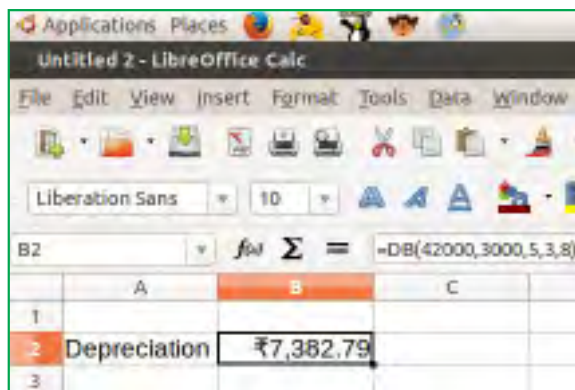 Applications Places
Untitled 2 - LibreOffice Calc
File Edit View Insert Format Tools Data Window
Liberation Sans 10
B2 f(x) Σ = =DB(42000,3000,5,3,8)
A B C
1
2 Depreciation ₹7,382.79
3